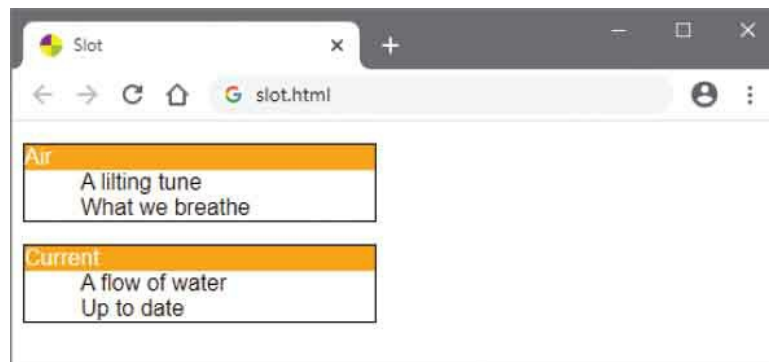 Slot
slot.html
Air
A lilting tune
What we breathe
Current
A flow of water
Up to date